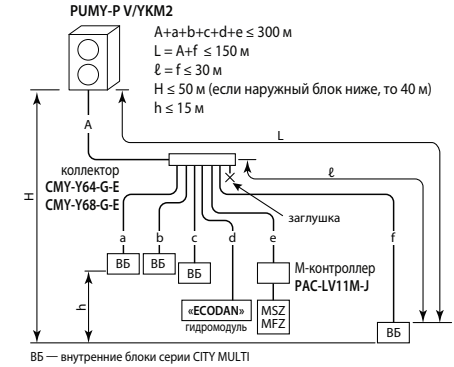 PUMY-P V/YKM2
A+a+b+c+d+e ≤ 300 м
L = A+f ≤ 150 м
ℓ = f ≤ 30 м
H ≤ 50 м (если наружный блок ниже, то 40 м)
h ≤ 15 м
A
L
H
коллектор
CMY-Y64-G-E
CMY-Y68-G-E
ℓ
заглушка
a
b
c
d
e
f
ВБ
ВБ
ВБ
М-контроллер
PAC-LV11M-J
h
«ECODAN»
гидромодуль
MSZ
MFZ
ВБ
ВБ — внутренние блоки серии CITY MULTI